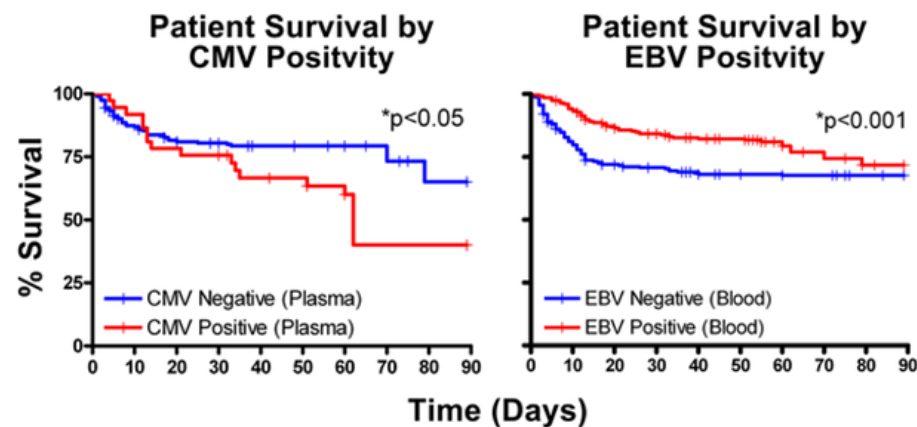 Patient Survival by
CMV Positvity
Patient Survival by
EBV Positvity
% Survival
100
75
50
25
0
*p<0.05
CMV Negative (Plasma)
CMV Positive (Plasma)
0 10 20 30 40 50 60 70 80 90
*p<0.001
EBV Negative (Blood)
EBV Positive (Blood)
0 10 20 30 40 50 60 70 80 90
Time (Days)